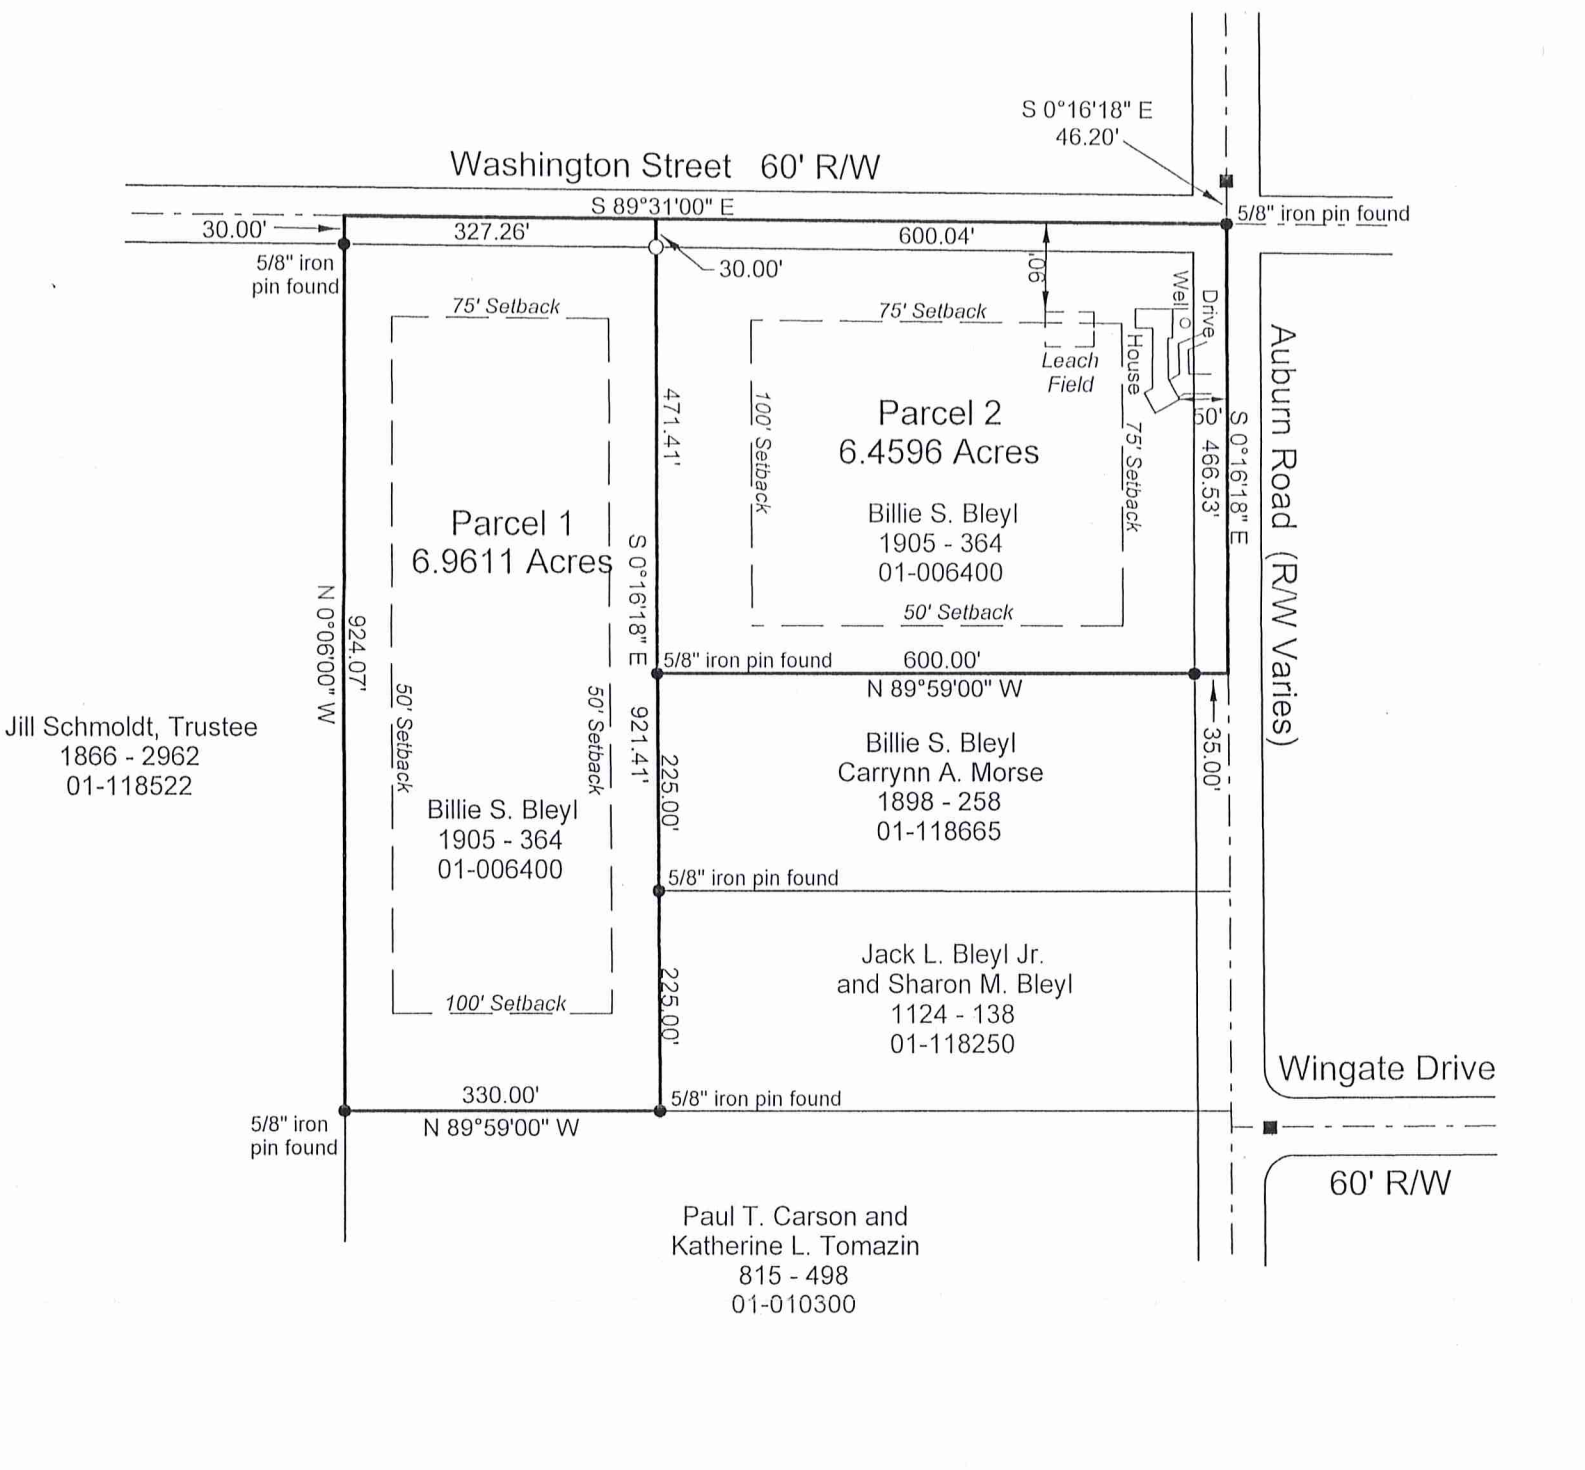 S 0°16'18" E
46.20'
Washington Street 60' R/W
S 89°31'00" E
5/8" iron pin found
30.00'
327.26'
600.04'
5/8" iron
pin found
30.00'
90'
Well
Drive
75' Setback
75' Setback
Leach
Field
House
50'
Auburn Road (R/W Varies)
471.41'
100' Setback
Parcel 2
6.4596 Acres
75' Setback
466.53'
S 0°16'18" E
Parcel 1
6.9611 Acres
Billie S. Bleyl
1905 - 364
01-006400
S 0°16'18" E
N 0°06'00" W
924.07'
50' Setback
5/8" iron pin found
600.00'
N 89°59'00" W
50' Setback
50' Setback
921.41'
225.00'
35.00'
Jill Schmoldt, Trustee
1866 - 2962
01-118522
Billie S. Bleyl
Carrynn A. Morse
1898 - 258
01-118665
Billie S. Bleyl
1905 - 364
01-006400
5/8" iron pin found
Jack L. Bleyl Jr.
and Sharon M. Bleyl
1124 - 138
01-118250
225.00'
100' Setback
Wingate Drive
330.00'
5/8" iron pin found
5/8" iron
pin found
N 89°59'00" W
60' R/W
Paul T. Carson and
Katherine L. Tomazin
815 - 498
01-010300